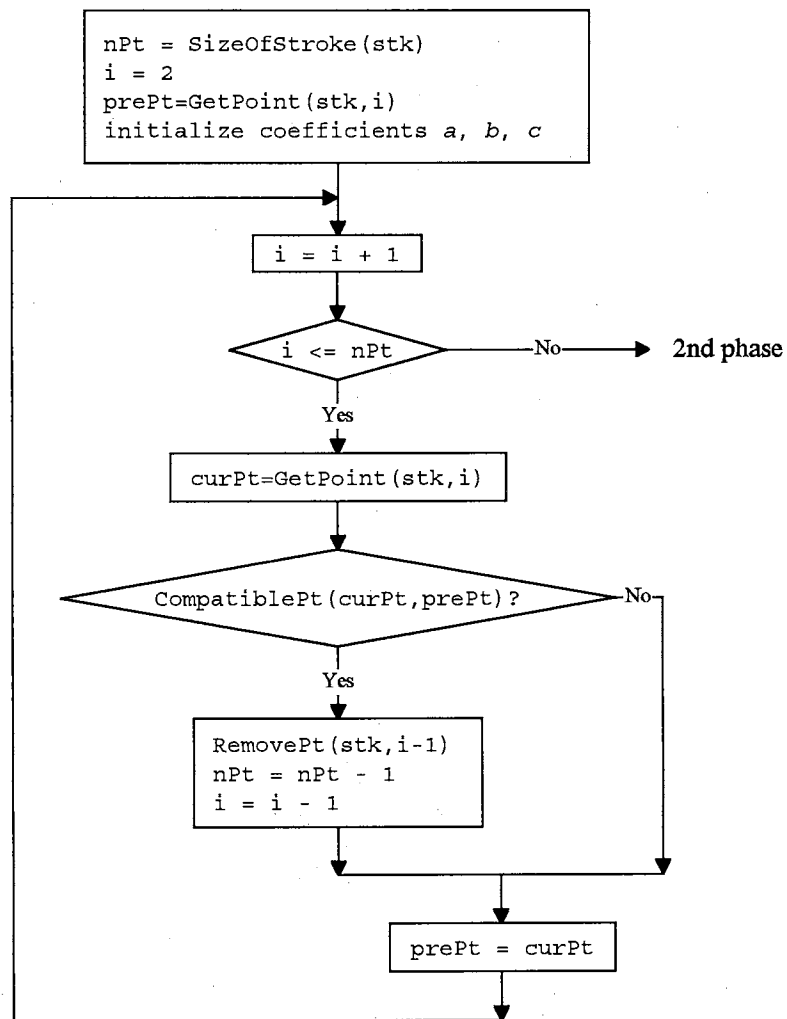 nPt = SizeOfStroke(stk)
i = 2
prePt=GetPoint(stk,i)
initialize coefficients a, b, c
i = i + 1
i <= nPt
No
2nd phase
Yes
curPt=GetPoint(stk,i)
CompatiblePt(curPt,prePt)?
No
Yes
RemovePt(stk,i-1)
nPt = nPt - 1
i = i - 1
prePt = curPt